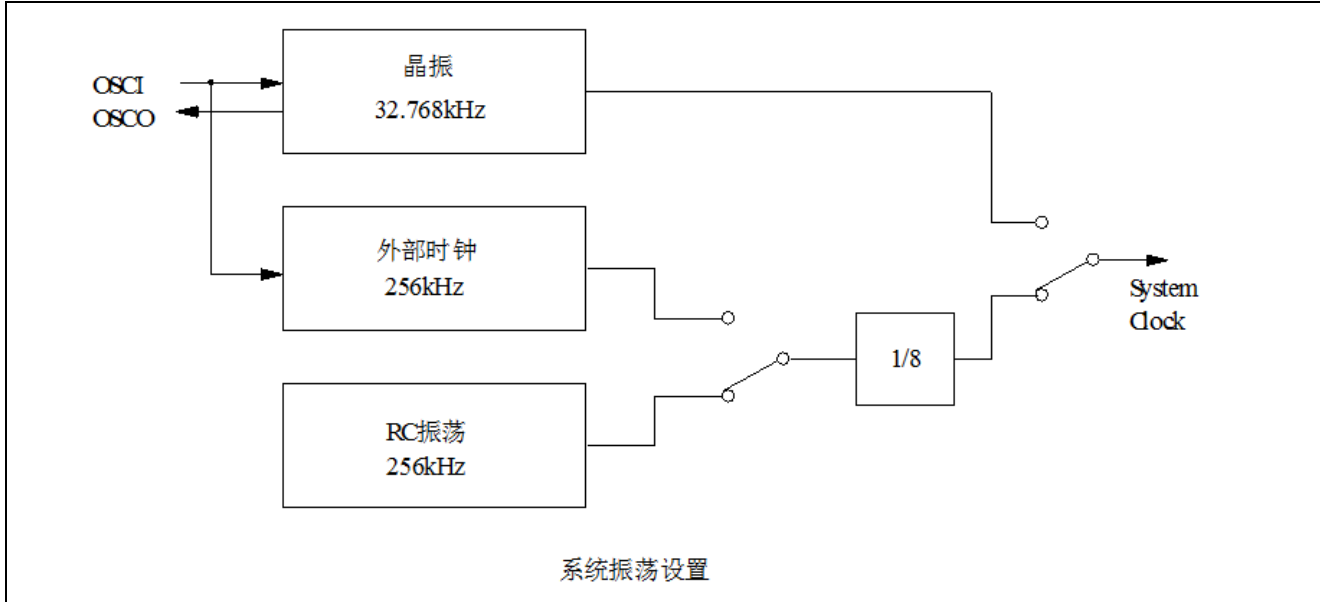 晶振
32.768kHz
OSCI
OSCO
外部时钟
256kHz
System
Clock
1/8
RC振荡
256kHz
系统振荡设置